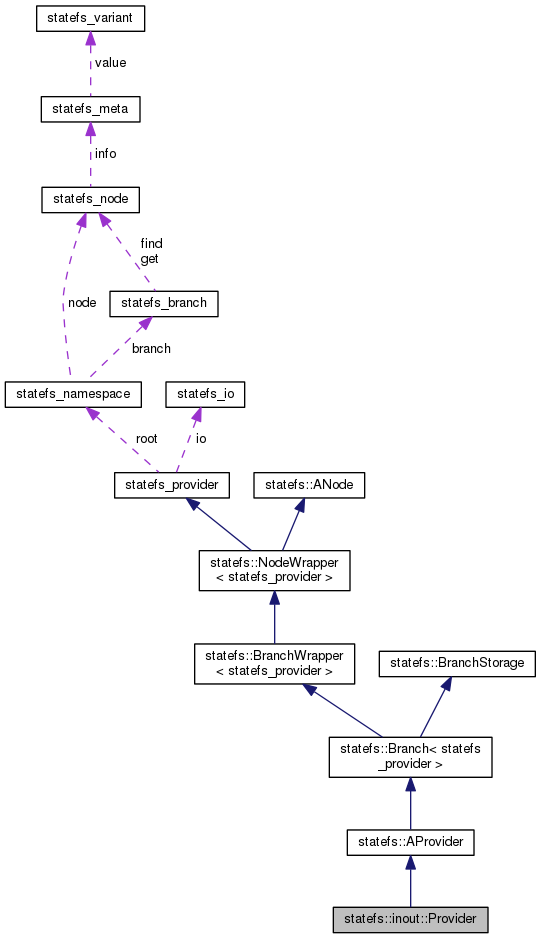 statefs_variant
value
statefs_meta
info
statefs_node
find
get
statefs_branch
node
branch
statefs_namespace
statefs_io
root
io
statefs_provider
statefs::ANode
statefs::NodeWrapper
< statefs_provider >
statefs::BranchWrapper
< statefs_provider >
statefs::BranchStorage
statefs::Branch< statefs
_provider >
statefs::AProvider
statefs::inout::Provider